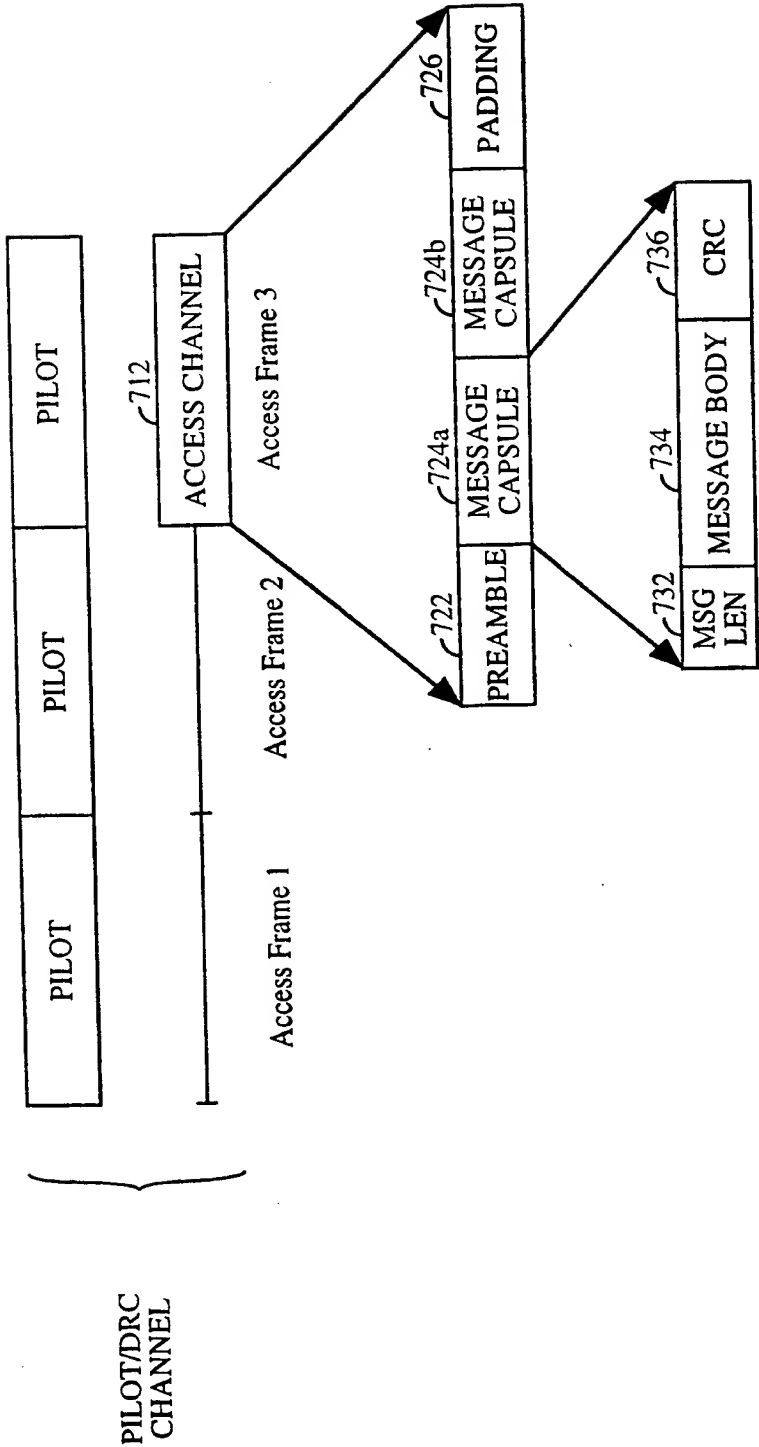 PILOT/DRC
CHANNEL
PILOT
PILOT
PILOT
712
ACCESS CHANNEL
Access Frame 1
Access Frame 2
Access Frame 3
722
724a
724b
726
PREAMBLE
MESSAGE
CAPSULE
MESSAGE
CAPSULE
PADDING
732
734
736
MSG
LEN
MESSAGE BODY
CRC